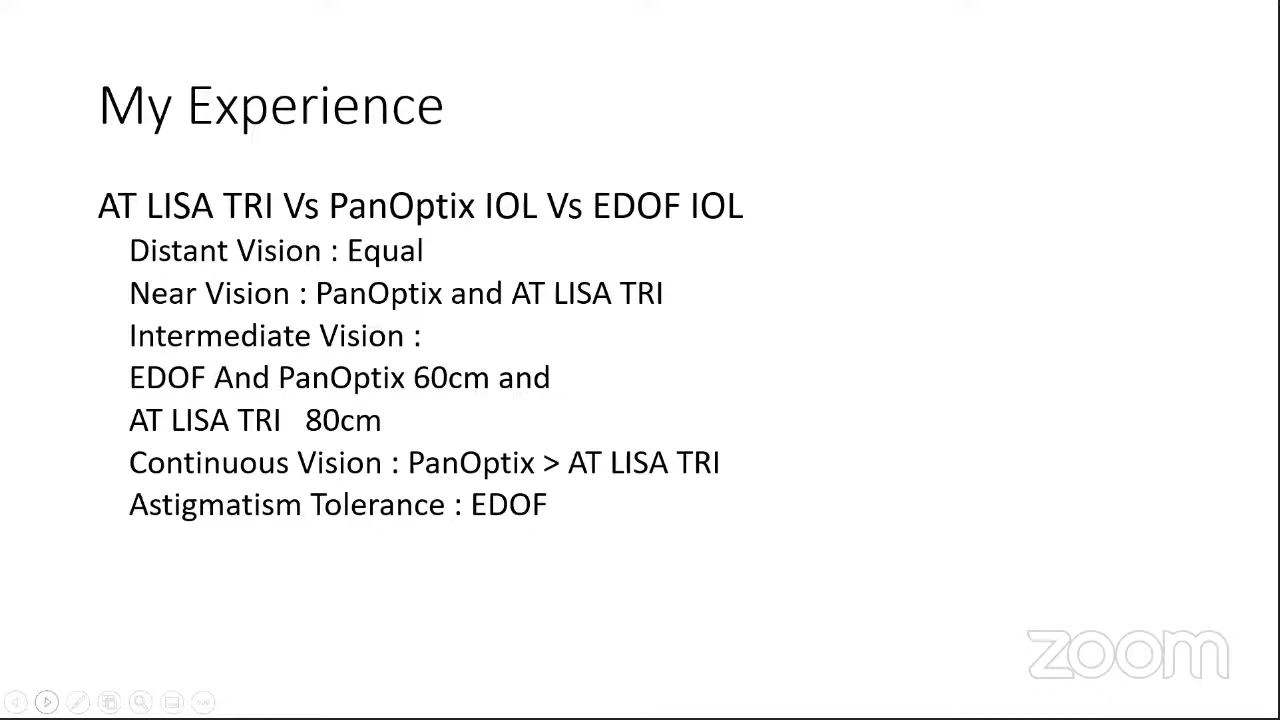 My Experience
AT LISA TRI Vs PanOptix IOL Vs EDOF IOL
Distant Vision : Equal
Near Vision : PanOptix and AT LISA TRI
Intermediate Vision :
EDOF And PanOptix 60cm and
AT LISA TRI   80cm
Continuous Vision : PanOptix > AT LISA TRI
Astigmatism Tolerance : EDOF
zoom